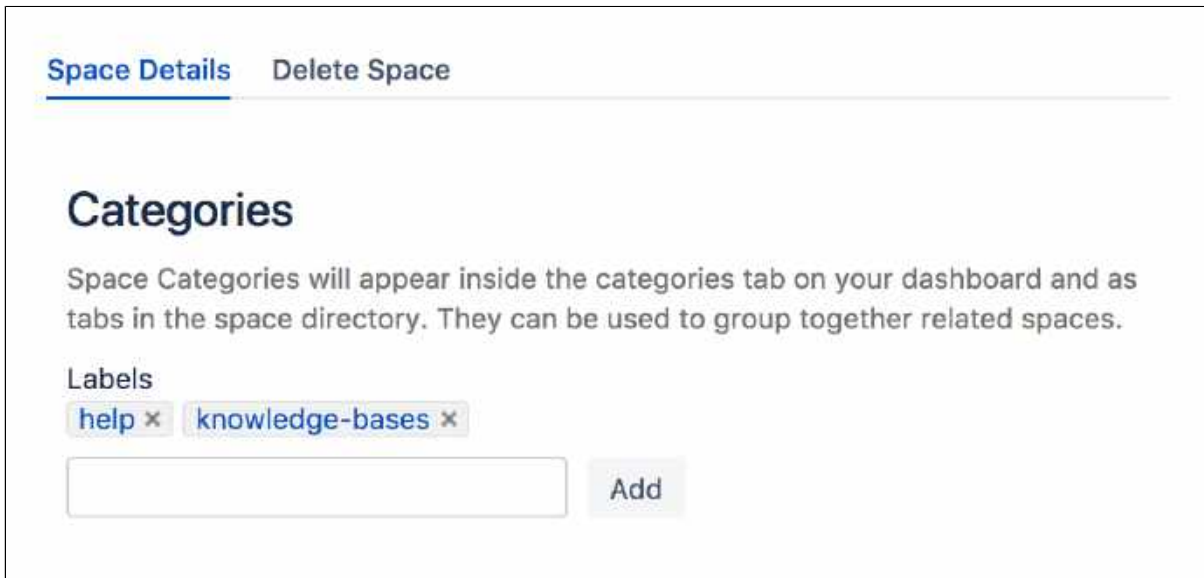 Space Details Delete Space
Categories
Space Categories will appear inside the categories tab on your dashboard and as
tabs in the space directory. They can be used to group together related spaces.
Labels
help × knowledge-bases ×
Add